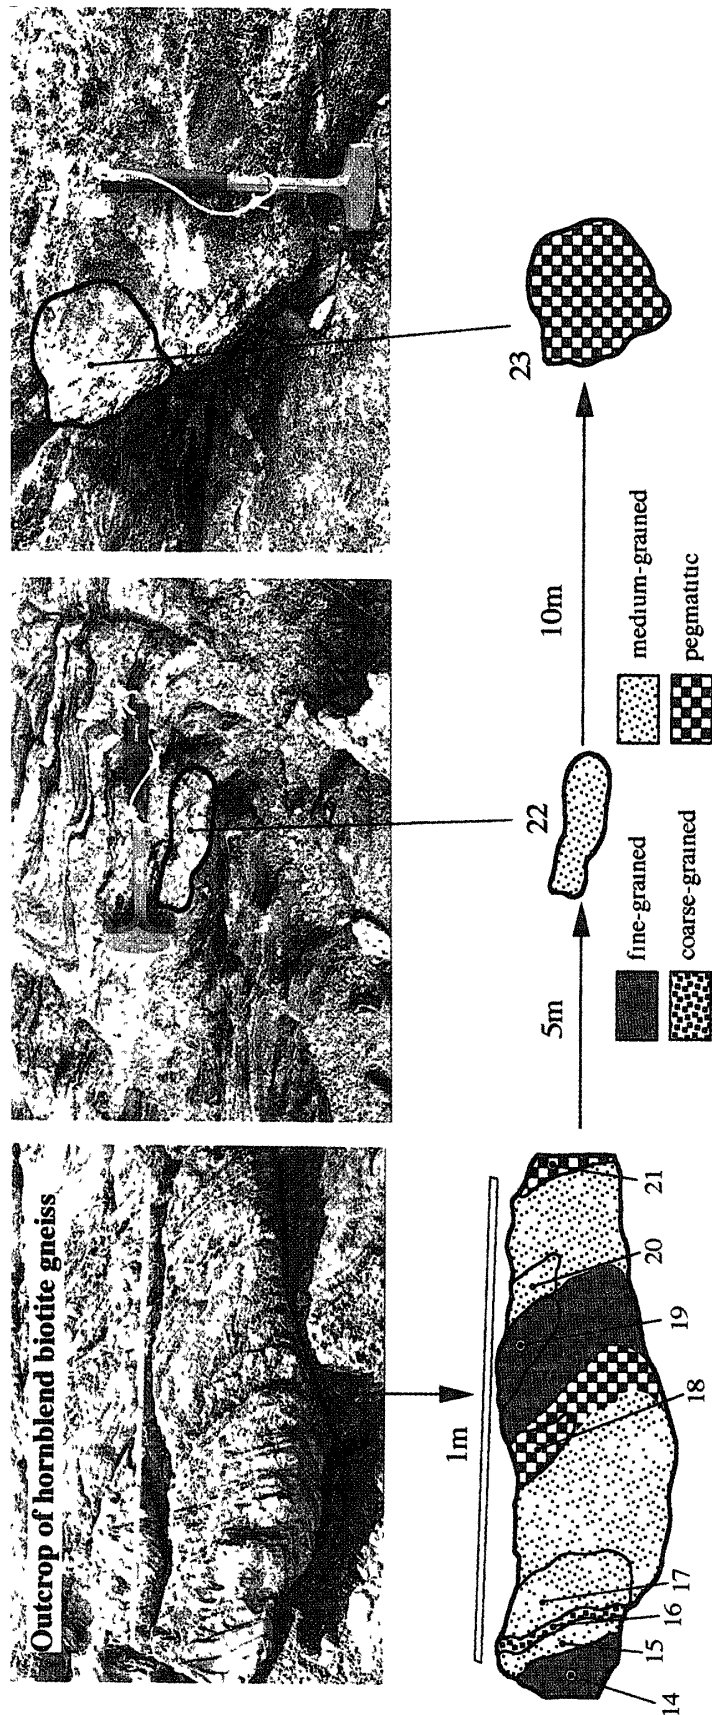 Outcrop of hornblend biotite gneiss
1m
5m
10m
14
15
16
17
18
19
20
21
22
23
fine-grained
medium-grained
coarse-grained
pegmatitic